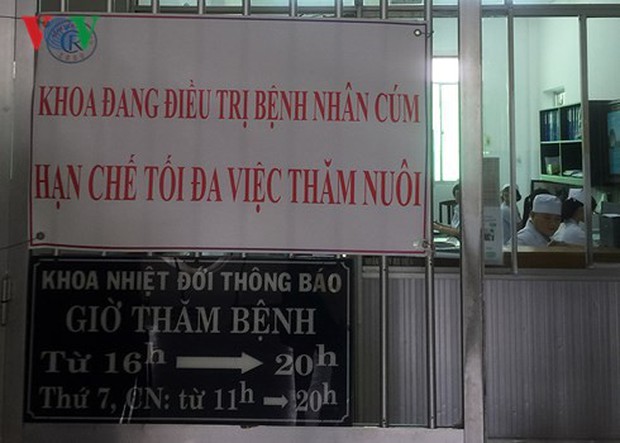 VOV
KHOA ĐANG ĐIỀU TRỊ BỆNH NHÂN CÚM
HẠN CHẾ TỐI ĐA VIỆC THĂM NUÔI
KHOA NHIỆT ĐỚI THÔNG BÁO
GIỜ THĂM BỆNH
Từ 16h → 20h
Thứ 7, CN: từ 11h → 20h